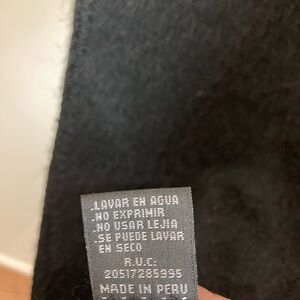 .LAVAR EN AGUA
.NO EXPRIMIR
.NO USAR LEJIA
.SE PUEDE LAVAR
EN SECO
R.U.C:
20517285995
MADE IN PERU